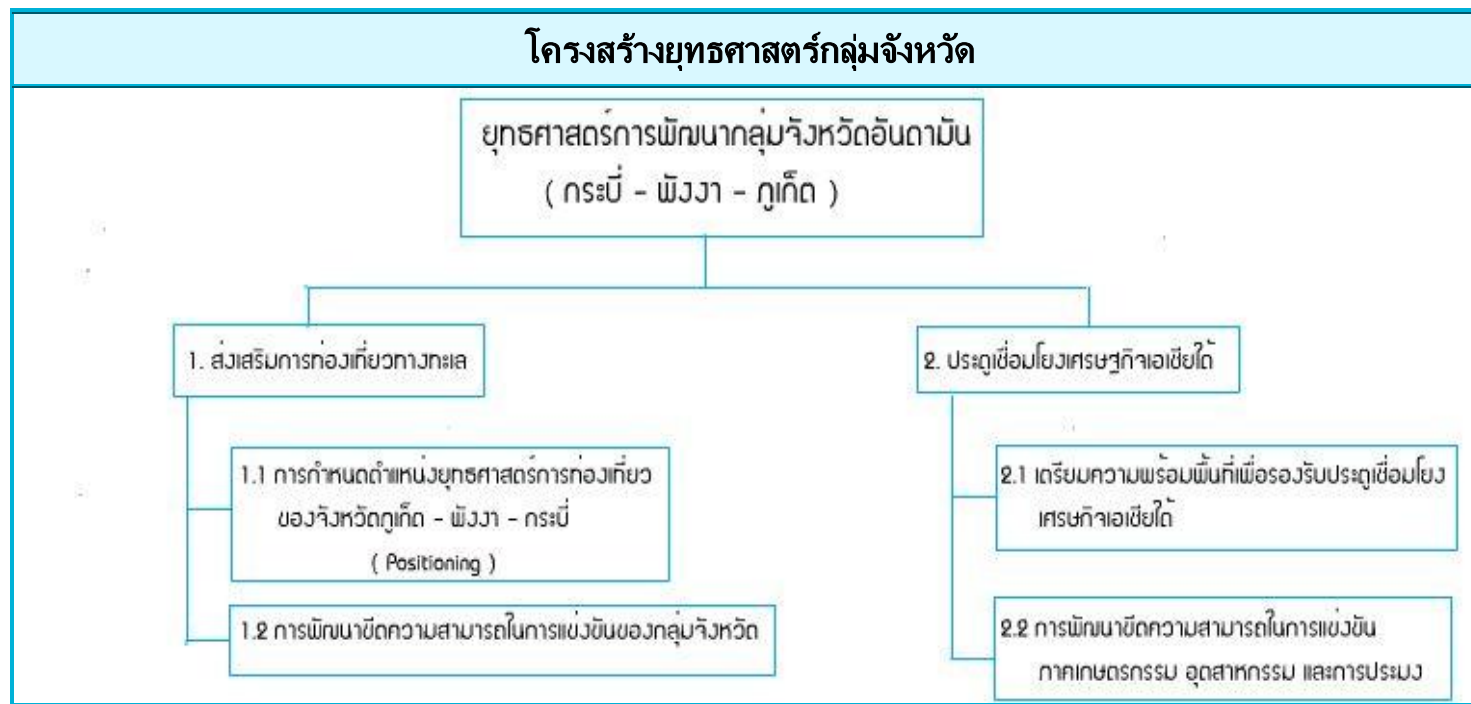 โครงสร้างยุทธศาสตร์กลุ่มจังหวัด
ยุทธศาสตร์การพัฒนากลุ่มจังหวัดอันดามัน
( กระบี่ - พังงา - ภูเก็ต )
1. ส่งเสริมการท่องเที่ยวทางทะเล
2. ประตูเชื่อมโยงเศรษฐกิจเอเชียใต้
1.1 การกำหนดตำแหน่งยุทธศาสตร์การท่องเที่ยว
ของจังหวัดภูเก็ต - พังงา - กระบี่
( Positioning )
1.2 การพัฒนาขีดความสามารถในการแข่งขันของกลุ่มจังหวัด
2.1 เตรียมความพร้อมพื้นที่เพื่อรองรับประตูเชื่อมโยง
เศรษกิจเอเชียใต้
2.2 การพัฒนาขีดความสามารถในการแข่งขัน
ภาคเกษตรกรรม อุตสาหกรรม และการประมง